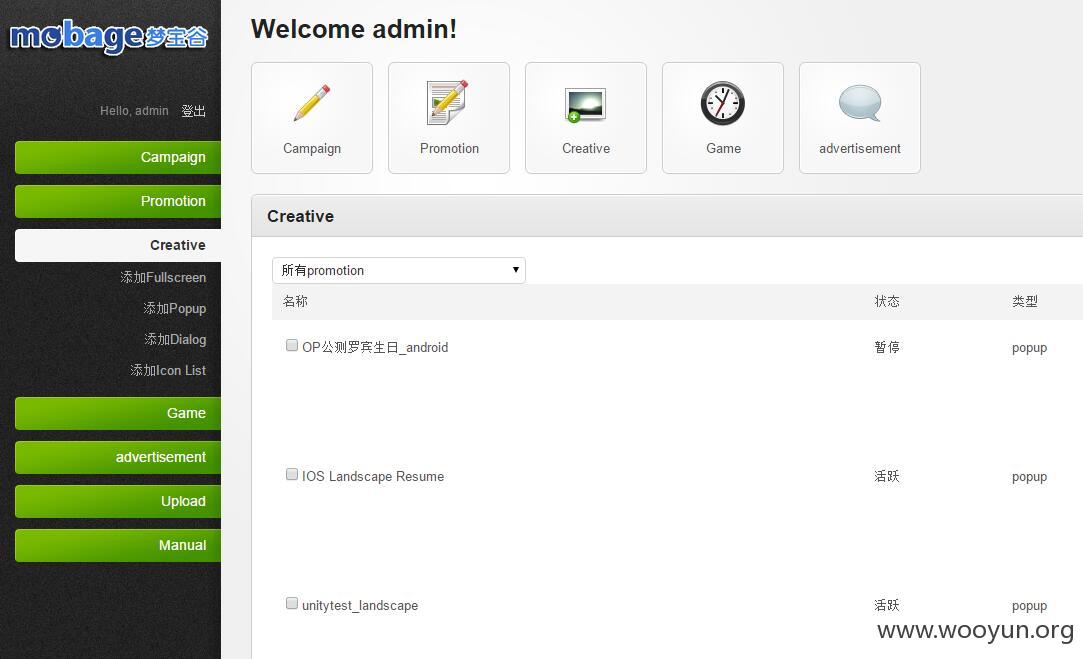 mobage梦宝谷
Hello, admin 登出
Campaign
Promotion
Creative
添加Fullscreen
添加Popup
添加Dialog
添加Icon List
Game
advertisement
Upload
Manual
Welcome admin!
Campaign Promotion Creative Game advertisement
Creative
所有promotion
名称 状态 类型
OP公测罗宾生日_android 暂停 popup
IOS Landscape Resume 活跃 popup
unitytest_landscape 活跃 popup
www.wooyun.org